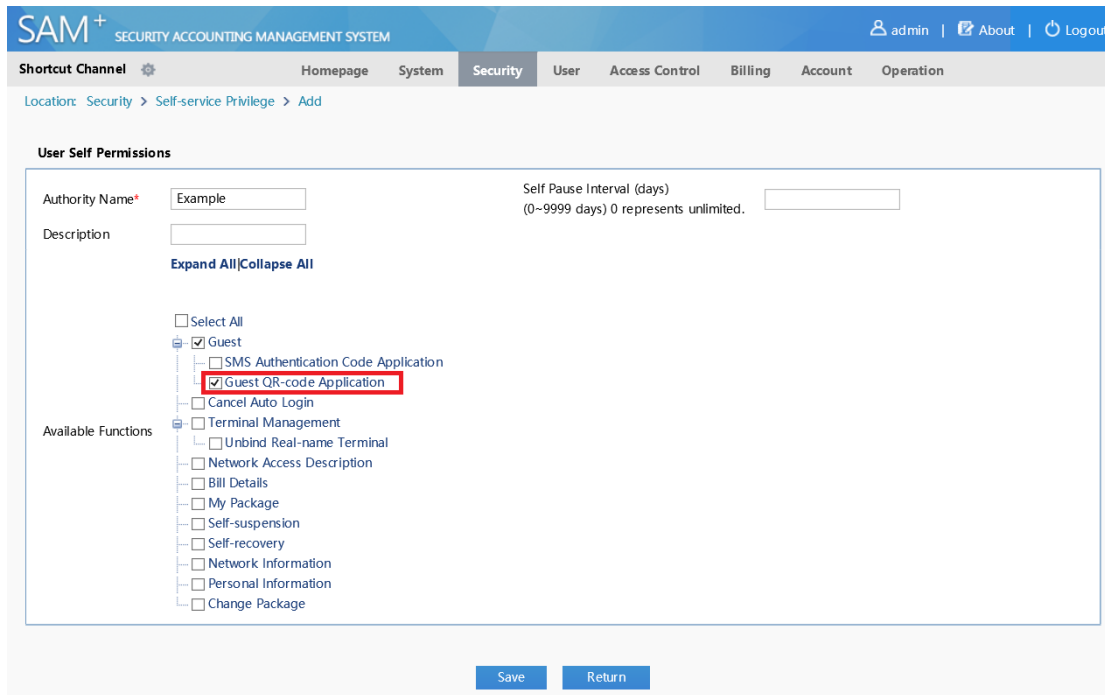 SAM+ SECURITY ACCOUNTING MANAGEMENT SYSTEM
admin | About | Logout
Shortcut Channel Homepage System Security User Access Control Billing Account Operation
Location: Security > Self-service Privilege > Add
User Self Permissions
Authority Name* Example
Self Pause Interval (days)
(0~9999 days) 0 represents unlimited.
Description
Expand All|Collapse All
Available Functions
Select All
Guest
SMS Authentication Code Application
Guest QR-code Application
Cancel Auto Login
Terminal Management
Unbind Real-name Terminal
Network Access Description
Bill Details
My Package
Self-suspension
Self-recovery
Network Information
Personal Information
Change Package
Save Return